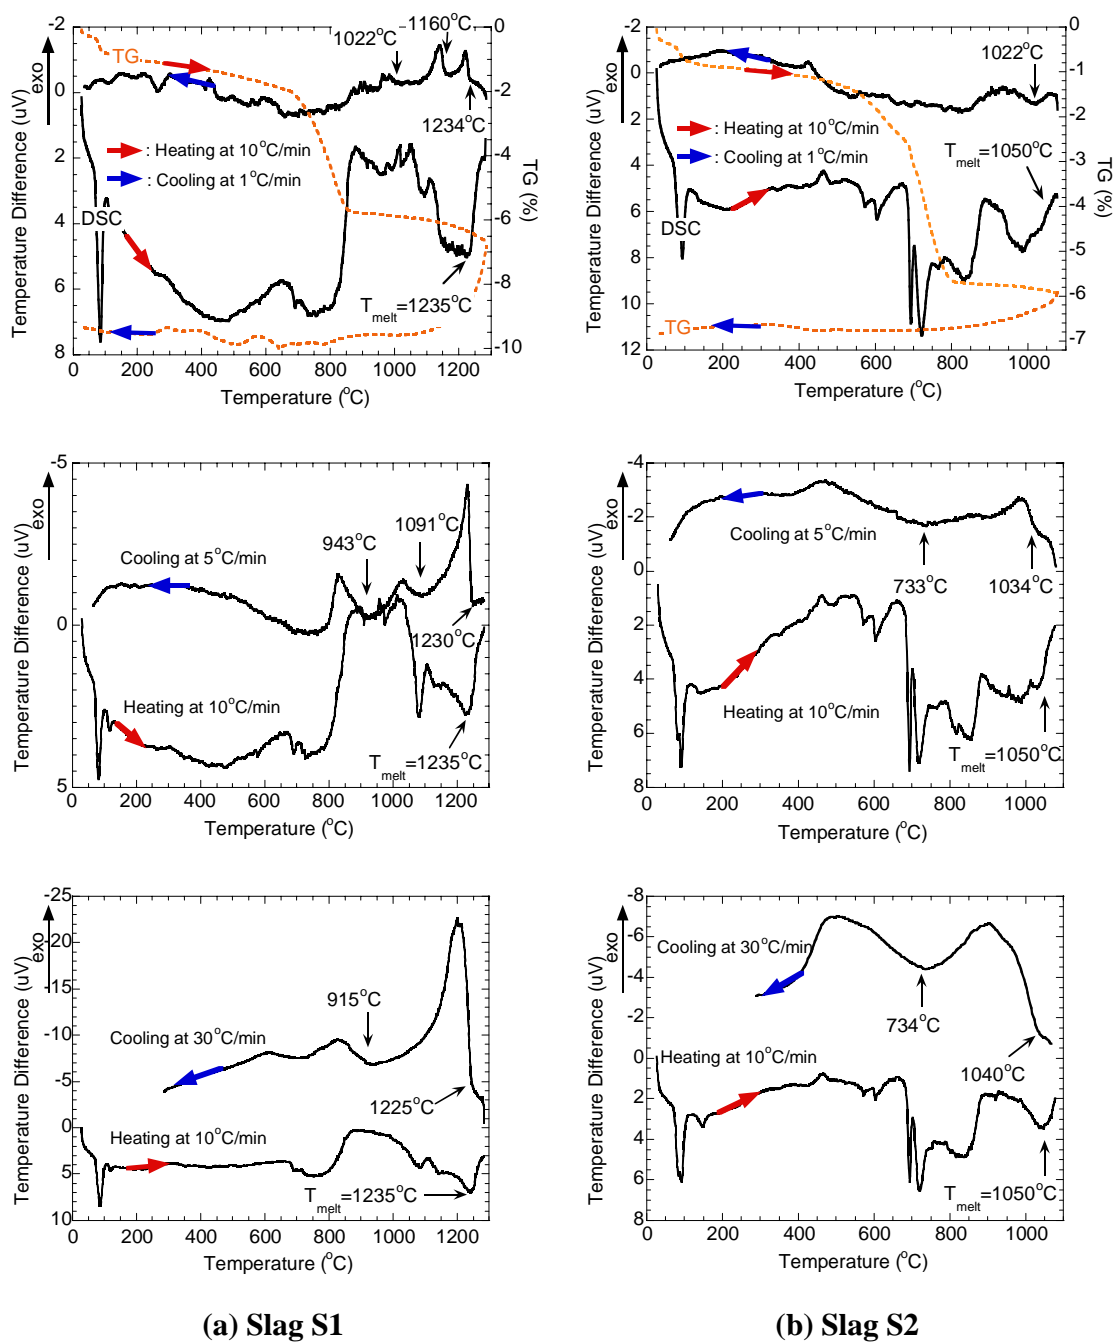 -2
0
2
4
6
8
Temperature Difference (uV)
exo
TG
1022°C
1160°C
1234°C
: Heating at 10°C/min
: Cooling at 1°C/min
DSC
T melt=1235°C
0
-2
-4
-6
-8
-10
TG (%)
0 200 400 600 800 1000 1200
Temperature (°C)
-2
0
2
4
6
8
10
12
Temperature Difference (uV)
exo
1022°C
: Heating at 10°C/min
: Cooling at 1°C/min
T melt=1050°C
DSC
TG
0
-1
-2
-3
-4
-5
-6
-7
TG (%)
0 200 400 600 800 1000
Temperature (°C)
-5
0
5
Temperature Difference (uV)
exo
943°C
1091°C
Cooling at 5°C/min
1230°C
Heating at 10°C/min
T melt=1235°C
0 200 400 600 800 1000 1200
Temperature (°C)
-4
-2
0
2
4
6
8
Temperature Difference (uV)
exo
Cooling at 5°C/min
733°C
1034°C
Heating at 10°C/min
T melt=1050°C
0 200 400 600 800 1000
Temperature (°C)
-25
-20
-15
-10
-5
0
5
10
Temperature Difference (uV)
exo
915°C
Cooling at 30°C/min
1225°C
Heating at 10°C/min
T melt=1235°C
0 200 400 600 800 1000 1200
Temperature (°C)
-8
-6
-4
-2
0
2
4
6
8
Temperature Difference (uV)
exo
Cooling at 30°C/min
734°C
1040°C
Heating at 10°C/min
T melt=1050°C
0 200 400 600 800 1000
Temperature (°C)
(a) Slag S1
(b) Slag S2